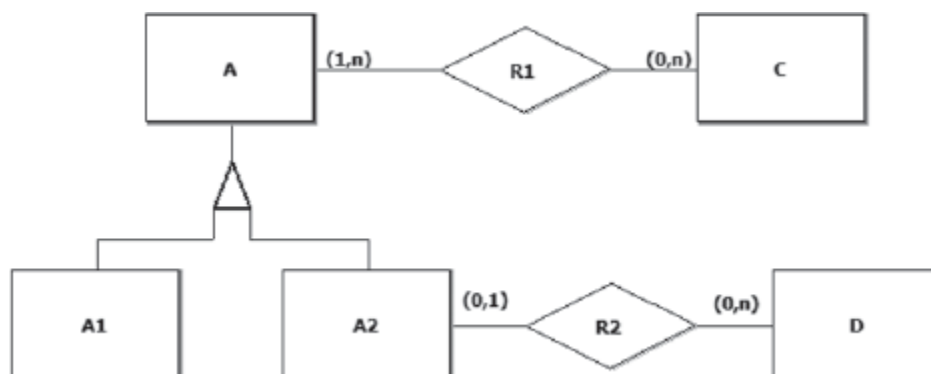 A (1,n) R1 (0,n) C
A1 A2 (0,1) R2 (0,n) D